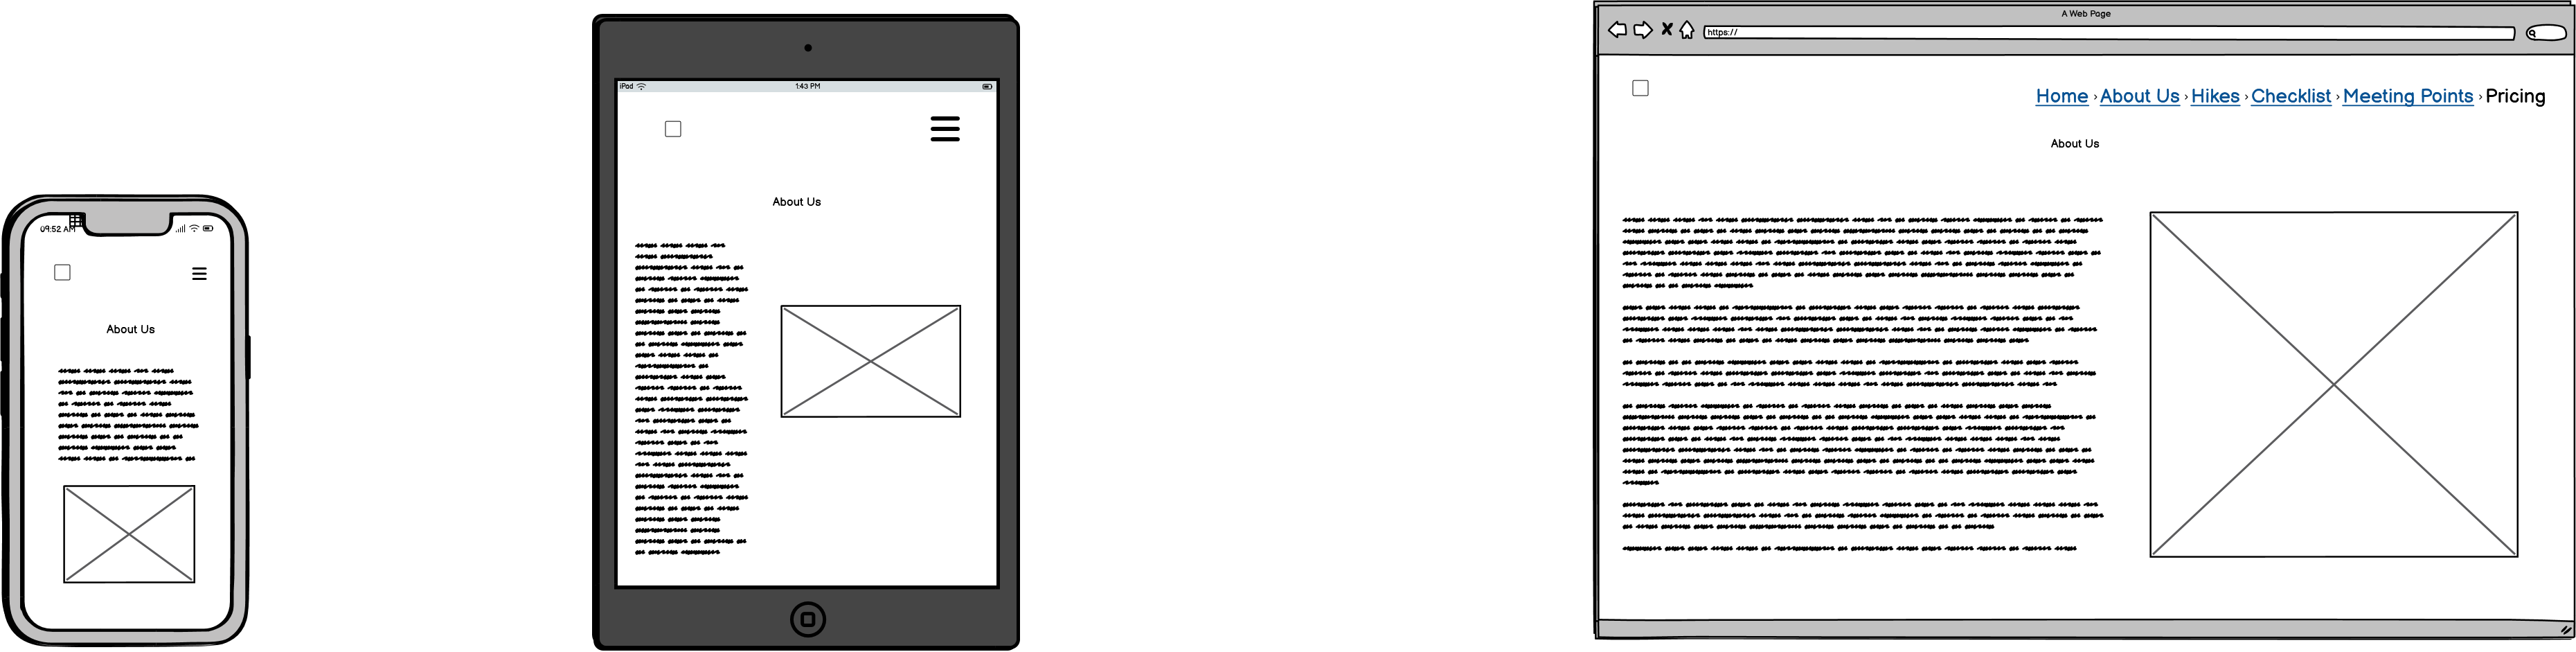 09:52 AM
About Us
iPod
1:43 PM
About Us
A Web Page
https://
Home › About Us › Hikes › Checklist › Meeting Points › Pricing
About Us